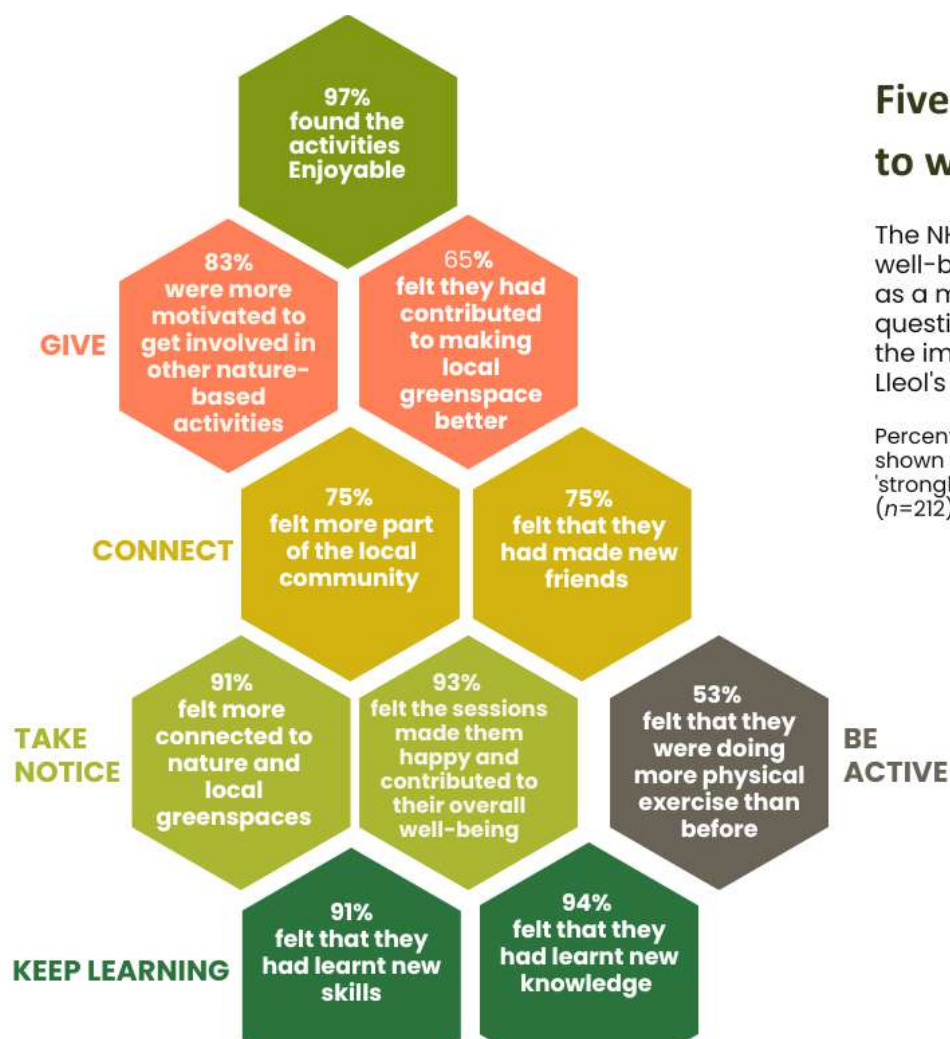 97%
found the
activities
Enjoyable
Five
to w
The NH
well-b
as a m
questi
the im
Lleol's
Percent
shown
'strongl
(n=212)
GIVE
83%
were more
motivated to
get involved in
other nature-
based
activities
65%
felt they had
contributed
to making
local
greenspace
better
CONNECT
75%
felt more part
of the local
community
75%
felt that they
had made new
friends
TAKE
NOTICE
91%
felt more
connected to
nature and
local
greenspaces
93%
felt the sessions
made them
happy and
contributed to
their overall
well-being
53%
felt that they
were doing
more physical
exercise than
before
BE
ACTIVE
KEEP LEARNING
91%
felt that they
had learnt new
skills
94%
felt that they
had learnt new
knowledge